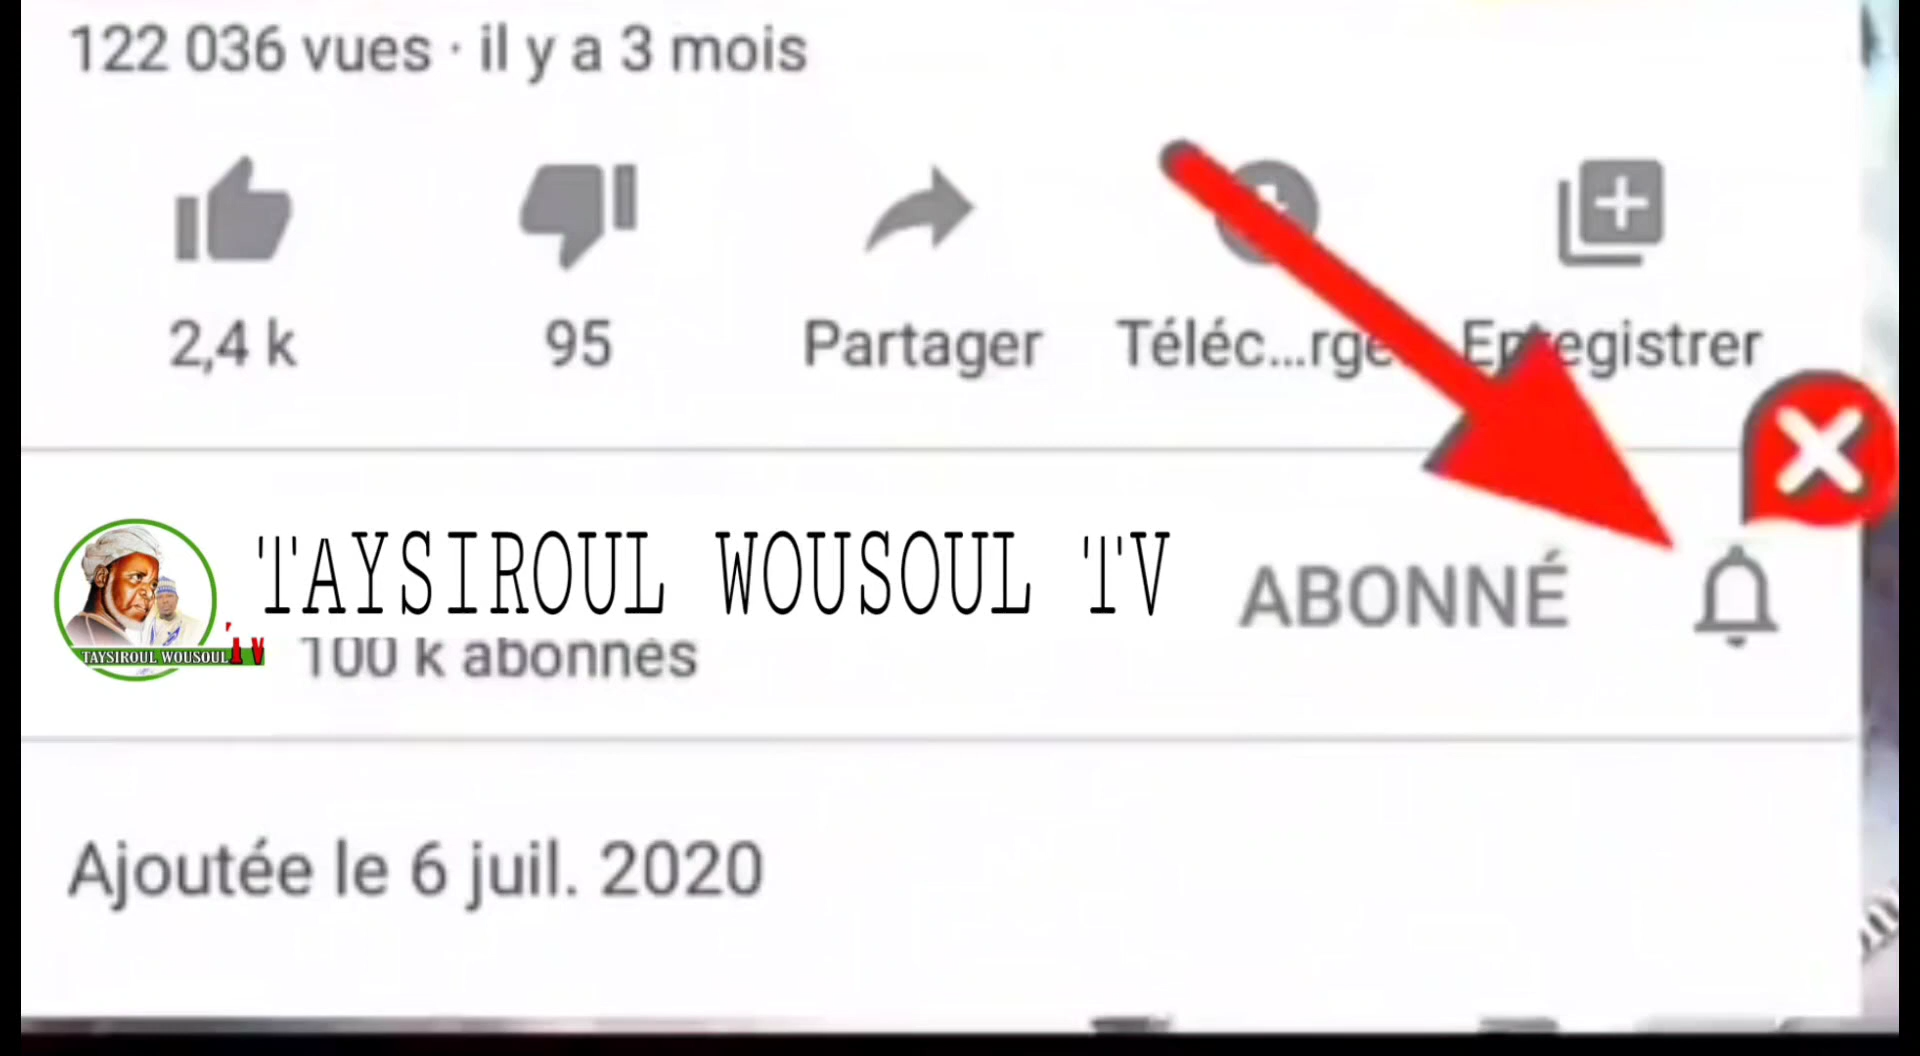 122 036 vues · il y a 3 mois
2,4 k
95
Partager
Téléc...rge
Enregistrer
TAYSIROUL WOUSOUL TV
ABONNÉ
TAYSIROUL WOUSOUL TV
100 k abonnés
Ajoutée le 6 juil. 2020